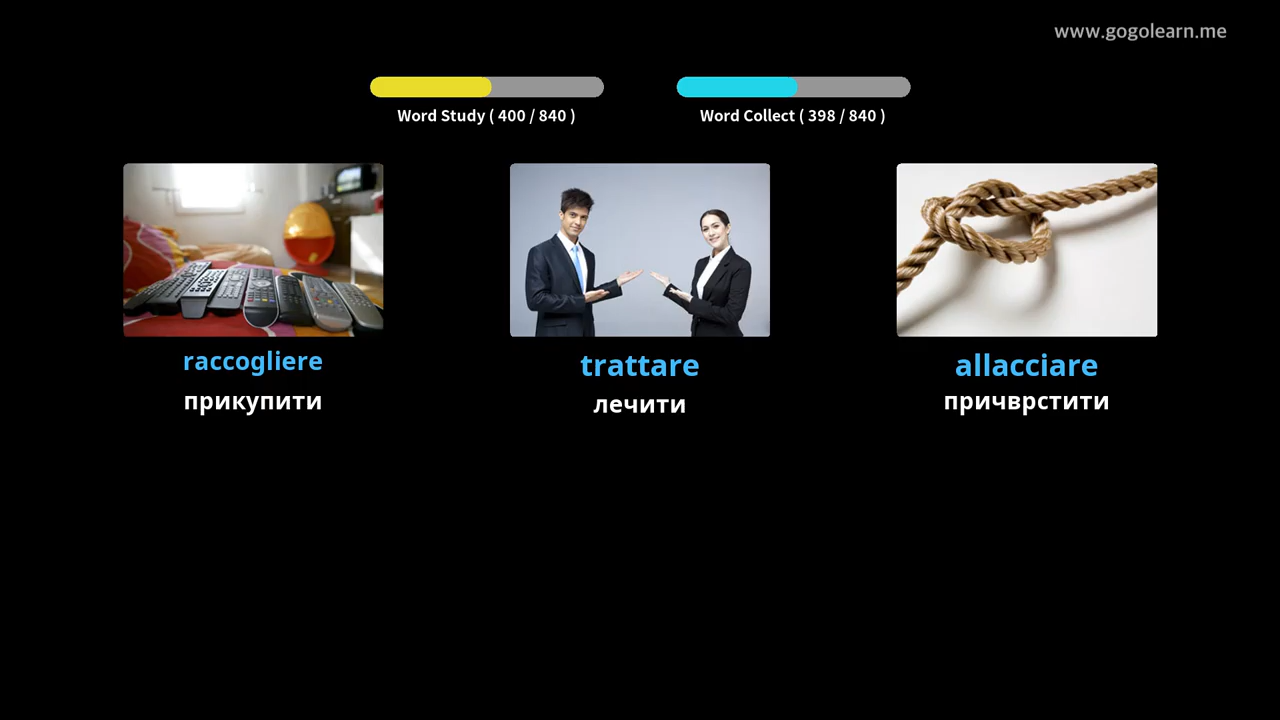 www.gogolearn.me
Word Study ( 400 / 840 )
Word Collect ( 398 / 840 )
raccogliere
прикупити
trattare
лечити
allacciare
причврстити